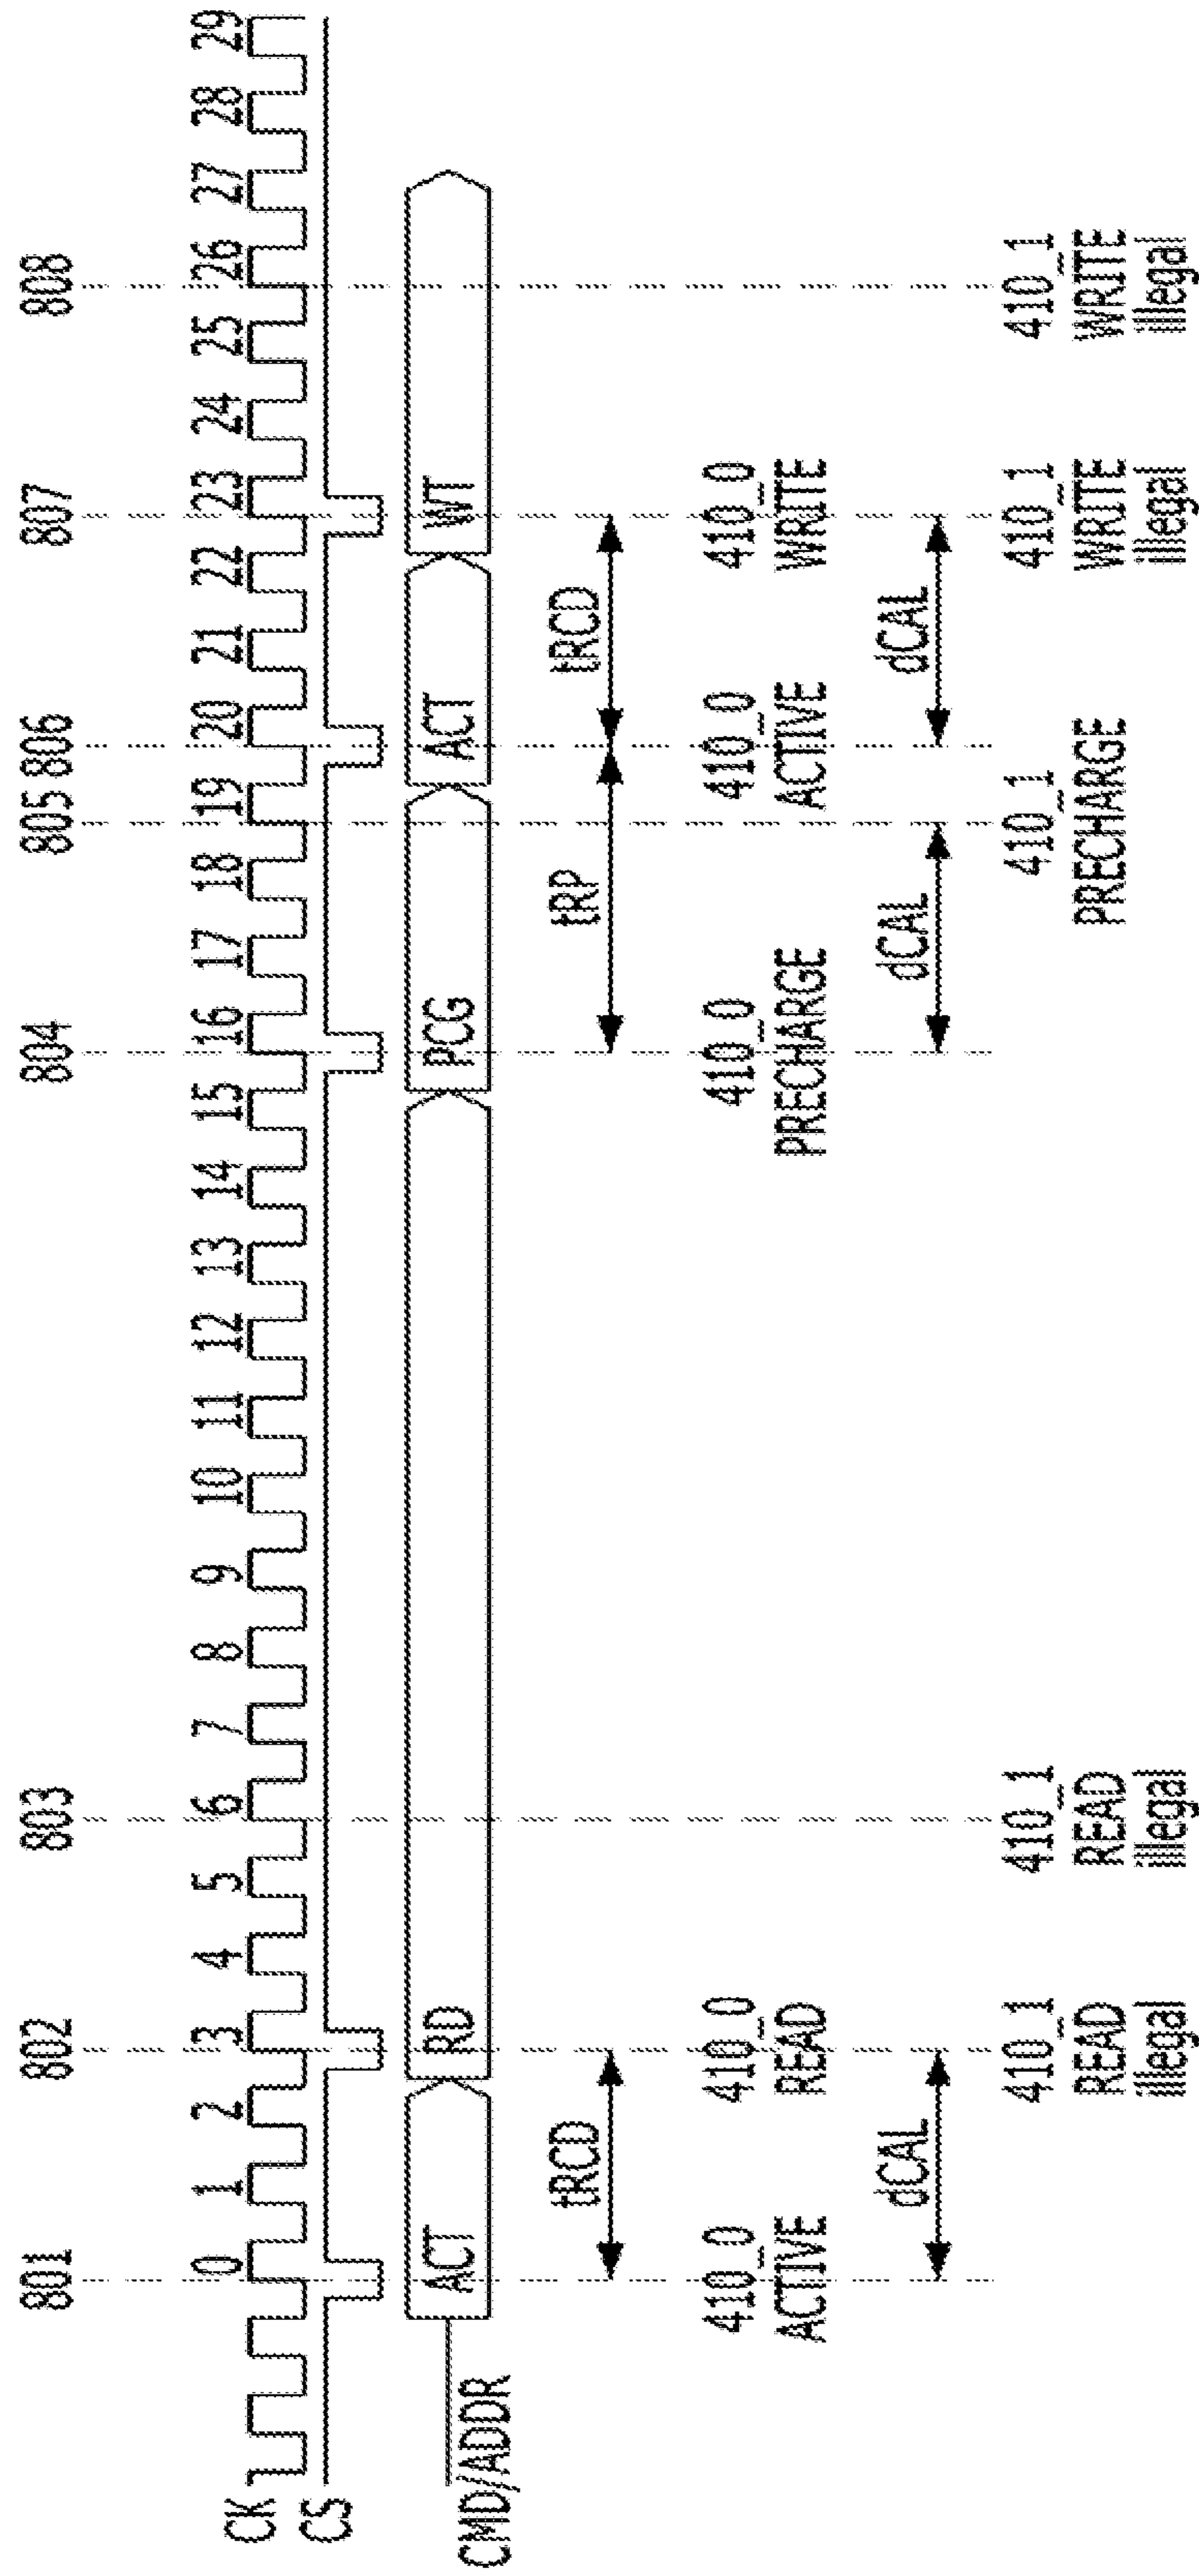 801 802 803 804 805 806 807 808
0 1 2 3 4 5 6 7 8 9 10 11 12 13 14 15 16 17 18 19 20 21 22 23 24 25 26 27 28 29
CK
CS
CMD/ADDR ACT RD PCG ACT WT
tRCD tRP tRCD
410_0 410_0 410_0 410_0 410_0
ACTIVE READ PRECHARGE ACTIVE WRITE
dCAL dCAL dCAL
410_1 410_1 410_1 410_1 410_1
READ READ PRECHARGE WRITE WRITE
illegal illegal illegal illegal